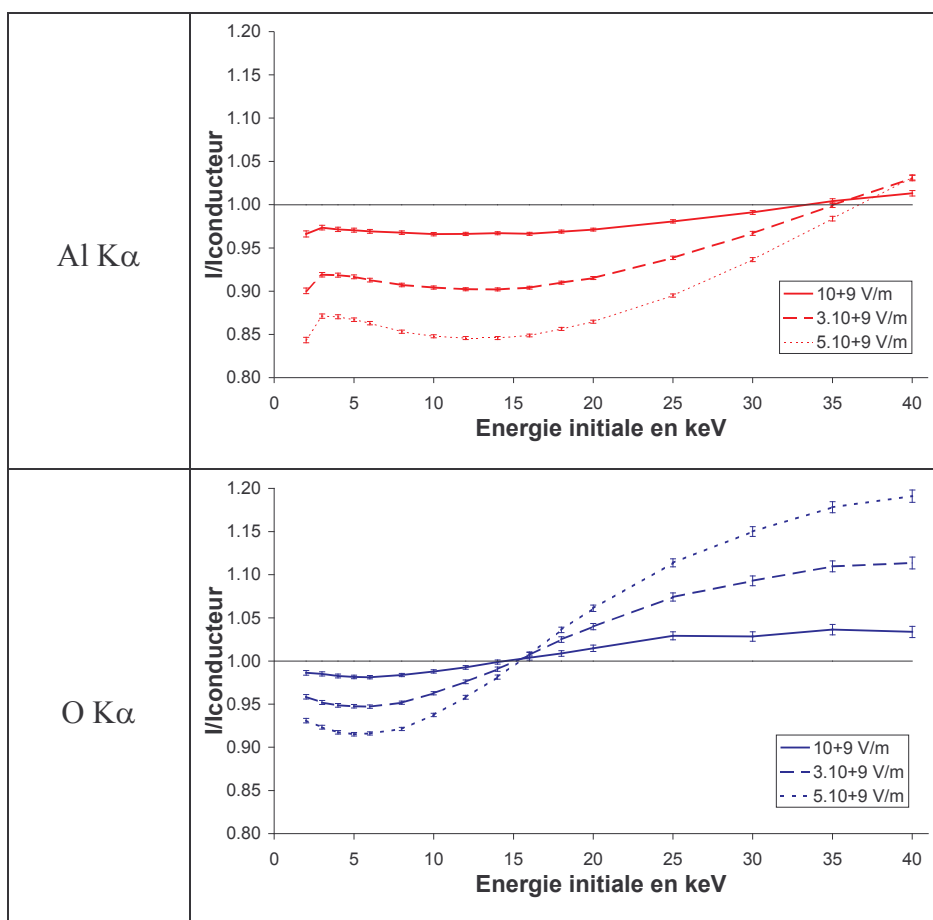 Al Kα
I/Iconducteur
1.20
1.15
1.10
1.05
1.00
0.95
0.90
0.85
0.80
0 5 10 15 20 25 30 35 40
Energie initiale en keV
10+9 V/m
3.10+9 V/m
5.10+9 V/m
O Kα
I/Iconducteur
1.20
1.15
1.10
1.05
1.00
0.95
0.90
0.85
0.80
0 5 10 15 20 25 30 35 40
Energie initiale en keV
10+9 V/m
3.10+9 V/m
5.10+9 V/m